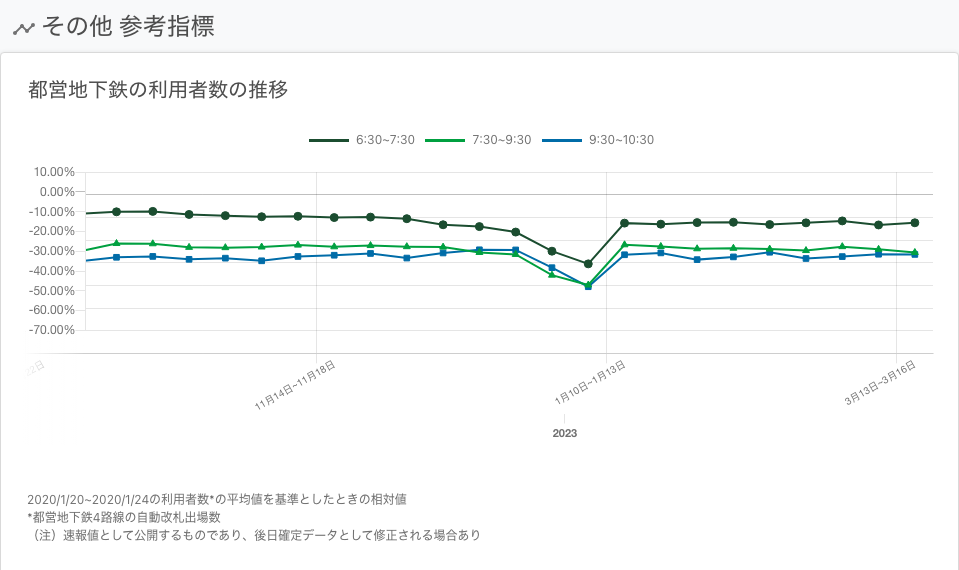 その他 参考指標
都営地下鉄の利用者数の推移
6:30~7:30 7:30~9:30 9:30~10:30
10.00%
0.00%
-10.00%
-20.00%
-30.00%
-40.00%
-50.00%
-60.00%
-70.00%
11月14日~11月18日 1月10日~1月13日 3月13日~3月16日
2023
2020/1/20~2020/1/24の利用者数*の平均値を基準としたときの相対値
*都営地下鉄4路線の自動改札出場数
（注）速報値として公開するものであり、後日確定データとして修正される場合あり